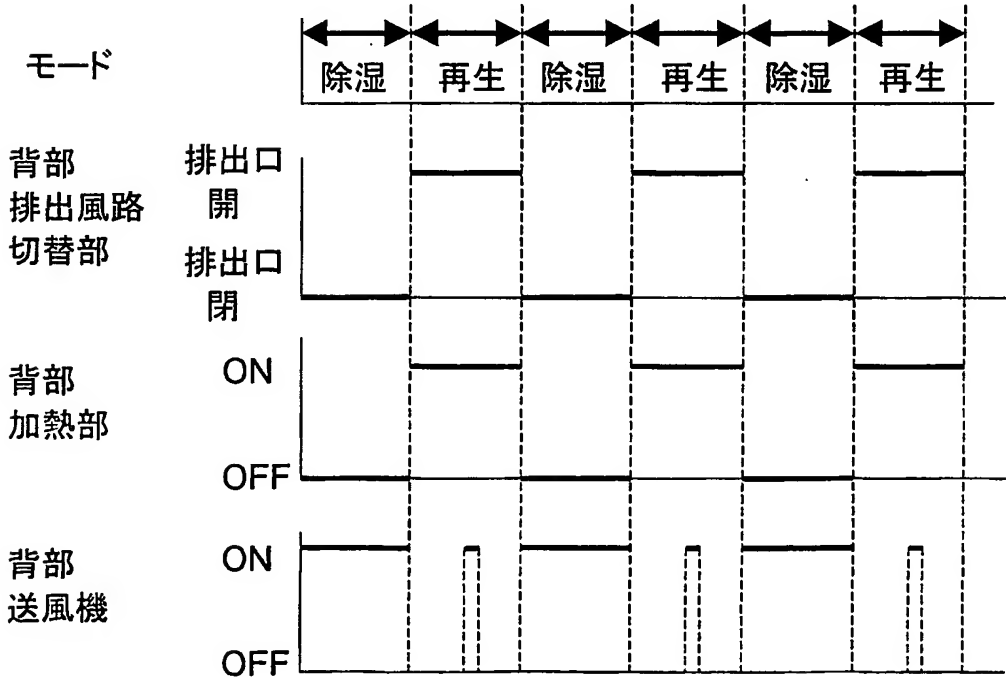 モード
除湿 再生 除湿 再生 除湿 再生
背部
排出風路
切替部
排出口
開
排出口
閉
背部
加熱部
ON
OFF
背部
送風機
ON
OFF